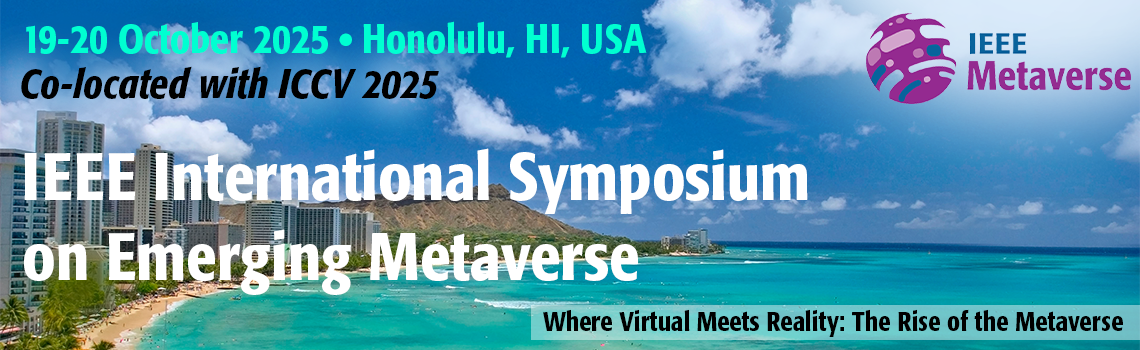 19-20 October 2025 • Honolulu, HI, USA
Co-located with ICCV 2025
IEEE
Metaverse
IEEE International Symposium
on Emerging Metaverse
Where Virtual Meets Reality: The Rise of the Metaverse